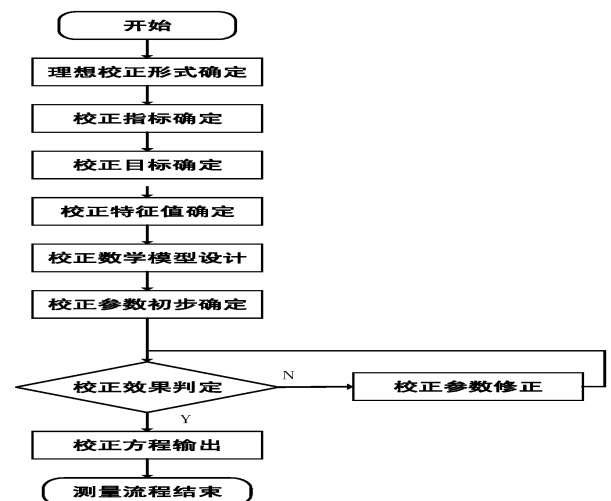 开始
理想校正形式确定
校正指标确定
校正目标确定
校正特征值确定
校正数学模型设计
校正参数初步确定
校正效果判定
N
校正参数修正
Y
校正方程输出
测量流程结束